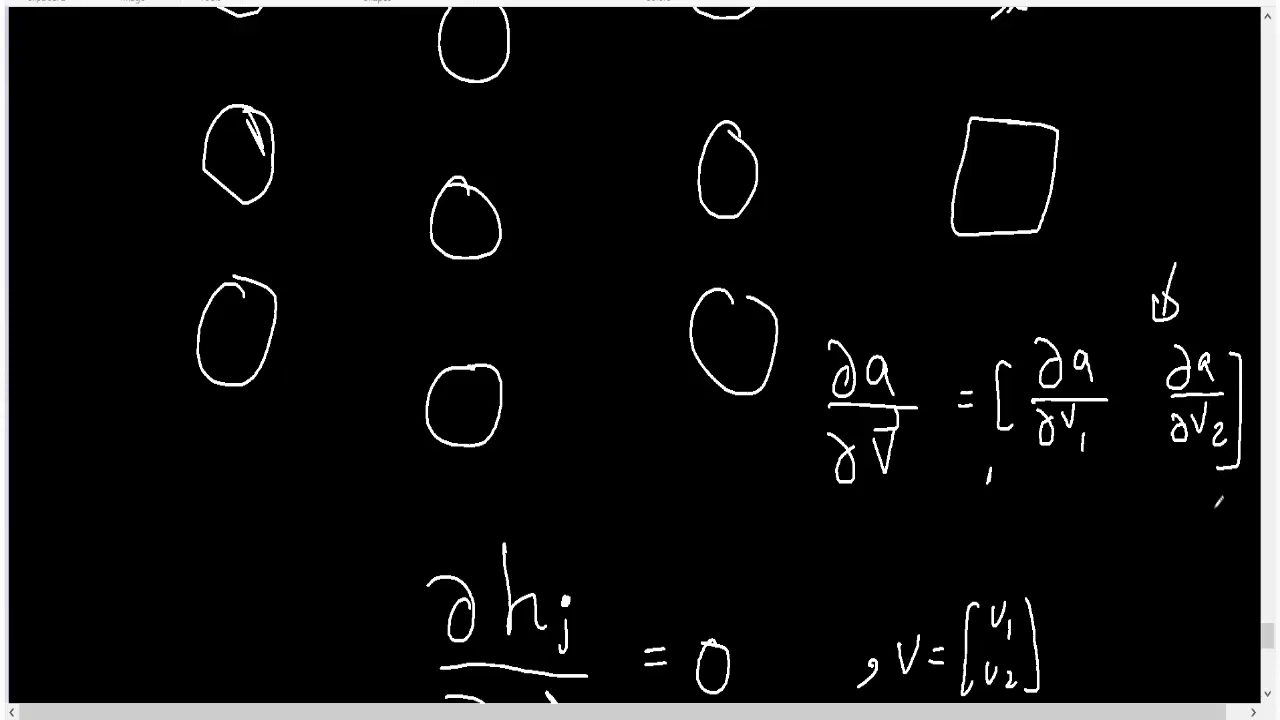 ∂a/∂V⃗ = [ ∂a/∂V₁ ∂a/∂V₂ ]
∂hⱼ
= 0 , V = [ V₁ V₂ ]